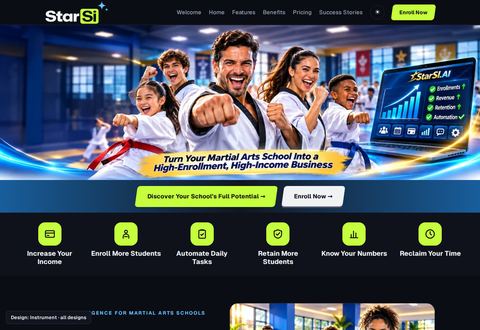 StarSi
Welcome Home Features Benefits Pricing Success Stories
Enroll Now
StarSi.AI
Enrollments
Revenue
Retention
Automation
Turn Your Martial Arts School Into a
High-Enrollment, High-Income Business
Discover Your School's Full Potential →
Enroll Now →
Increase Your
Income
Enroll More Students
Automate Daily
Tasks
Retain More
Students
Know Your Numbers
Reclaim Your Time
GENCE FOR MARTIAL ARTS SCHOOLS
Design: Instrument · all designs